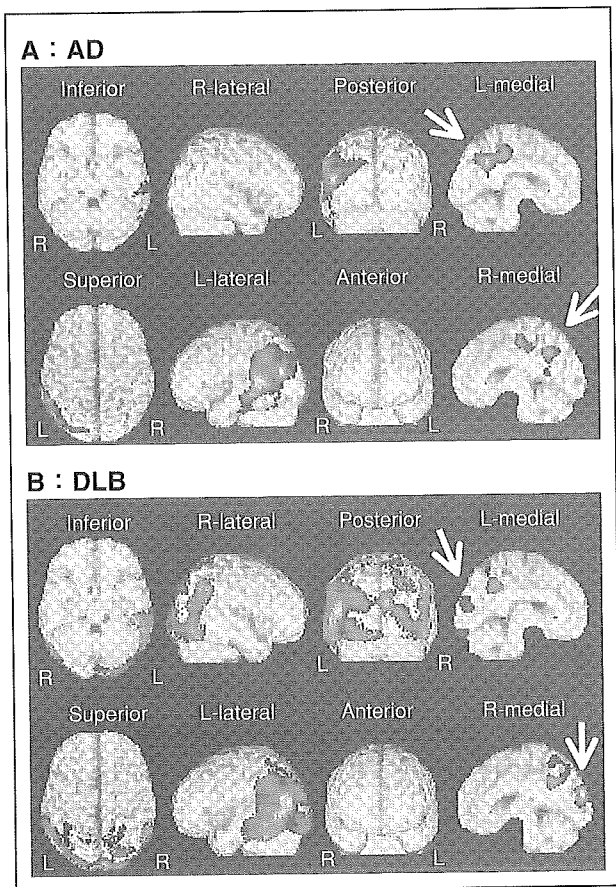 A : AD
Inferior R-lateral Posterior L-medial
R L L R
Superior L-lateral Anterior R-medial
L R R L
B : DLB
Inferior R-lateral Posterior L-medial
R L L R
Superior L-lateral Anterior R-medial
L R R L